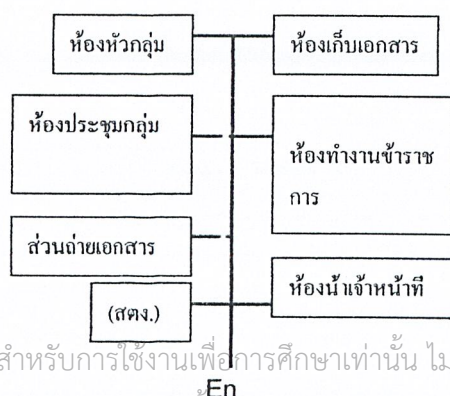 ห้องหัวกลุ่ม
ห้องเก็บเอกสาร
ห้องประชุมกลุ่ม
ห้องทำงานข้าราช
การ
ส่วนถ่ายเอกสาร
ห้องน้ำเจ้าหน้าที่
(สตง.)
สำหรับการใช้งานเพื่อการศึกษาเท่านั้น ไม
En